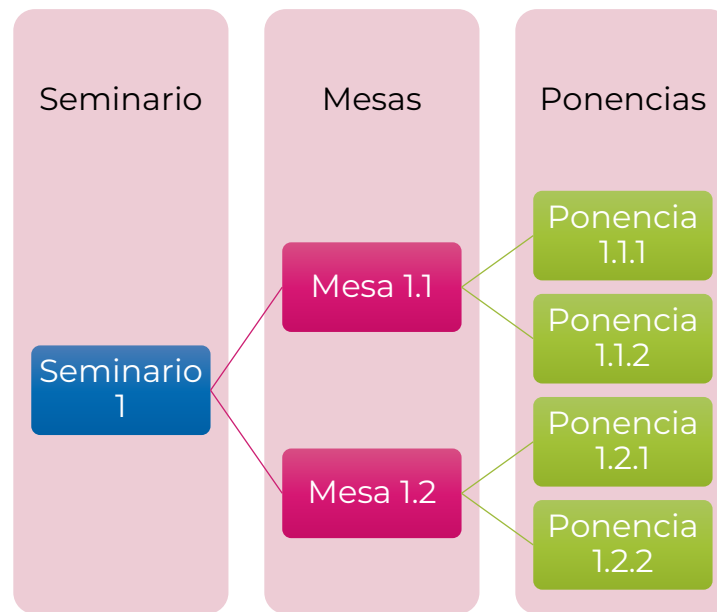 Seminario
Mesas
Ponencias
Seminario
1
Mesa 1.1
Mesa 1.2
Ponencia
1.1.1
Ponencia
1.1.2
Ponencia
1.2.1
Ponencia
1.2.2